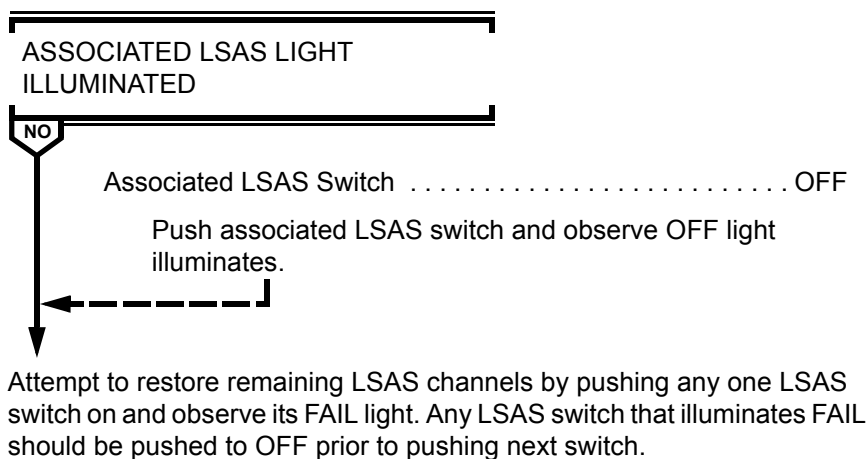 ASSOCIATED LSAS LIGHT
ILLUMINATED
NO
Associated LSAS Switch . . . . . . . . . . . . . . . . . . . . . . . . . . OFF
Push associated LSAS switch and observe OFF light
illuminates.
Attempt to restore remaining LSAS channels by pushing any one LSAS
switch on and observe its FAIL light. Any LSAS switch that illuminates FAIL
should be pushed to OFF prior to pushing next switch.